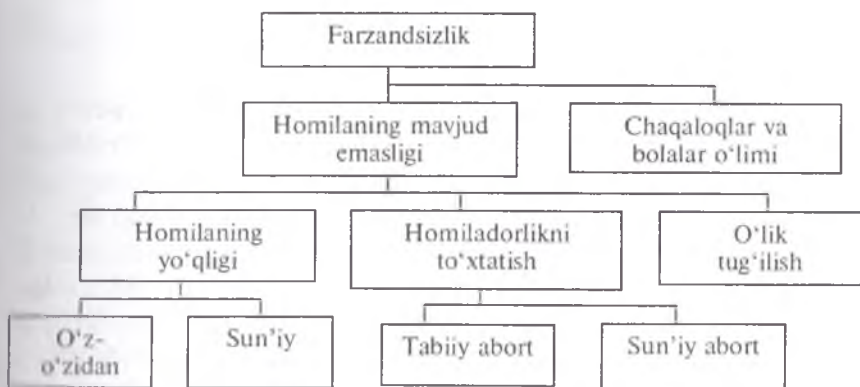 Farzandsizlik
Homilaning mavjud
emasligi
Chaqaloqlar va
bolalar o‘limi
Homilaning
yo‘qligi
Homiladorlikni
to‘xtatish
O‘lik
tug‘ilish
O‘z-
o‘zidan
Sun’iy
Tabiiy abort
Sun’iy abort